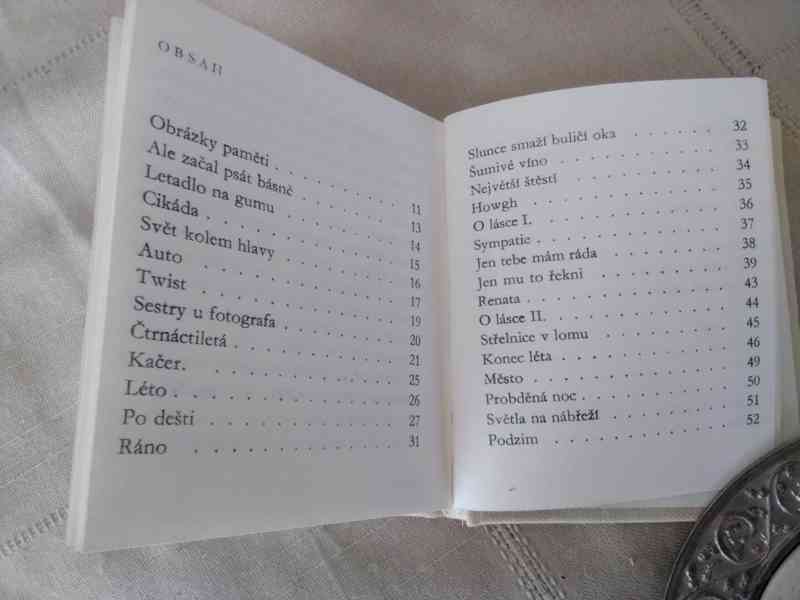 OBSAH
Obrázky paměti . . . . . . . . 11
Ale začal psát básně . . . . . . 13
Letadlo na gumu . . . . . . . 14
Cikáda . . . . . . . . . . . 15
Svět kolem hlavy . . . . . . . 16
Auto . . . . . . . . . . . . 17
Twist . . . . . . . . . . . 19
Sestry u fotografa . . . . . . . 20
Čtrnáctiletá . . . . . . . . . 21
Kačer. . . . . . . . . . . . 25
Léto . . . . . . . . . . . . 26
Po dešti . . . . . . . . . . 27
Ráno . . . . . . . . . . . 31
Slunce smaží buličí oka . . . . . 32
Šumivé víno . . . . . . . . . 33
Největší štěstí . . . . . . . . 34
Howgh . . . . . . . . . . . 35
O lásce I. . . . . . . . . . . 36
Sympatie . . . . . . . . . . 37
Jen tebe mám ráda . . . . . . 38
Jen mu to řekni . . . . . . . 39
Renata . . . . . . . . . . . 43
O lásce II. . . . . . . . . . 44
Střelnice v lomu . . . . . . . 45
Konec léta . . . . . . . . . 46
Město . . . . . . . . . . . 49
Probděná noc . . . . . . . . 50
Světla na nábřeží . . . . . . . 51
Podzim . . . . . . . . . . 52